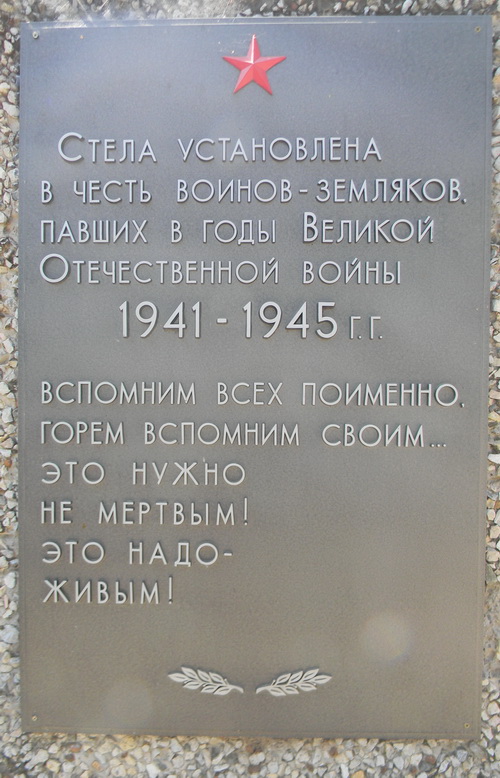 Стела установлена
в честь воинов-земляков,
павших в годы Великой
Отечественной войны
1941 - 1945 г.г.
вспомним всех поименно,
горем вспомним своим...
это нужно
не мертвым!
это надо-
живым!